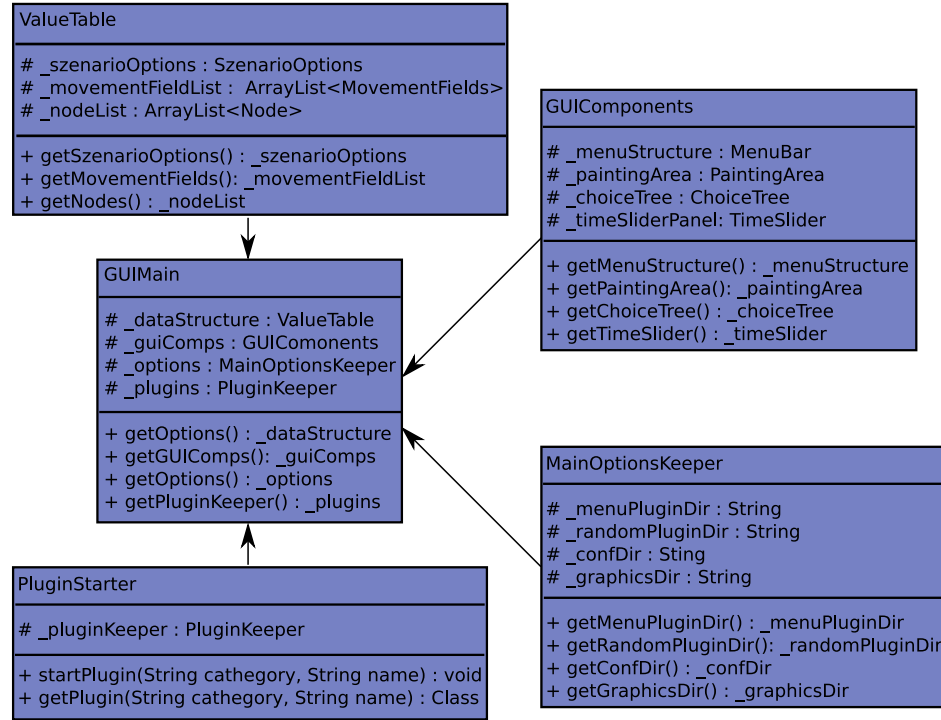 ValueTable
# _szenarioOptions : SzenarioOptions
# _movementFieldList :  ArrayList<MovementFields>
# _nodeList : ArrayList<Node>
+ getSzenarioOptions() : _szenarioOptions
+ getMovementFields(): _movementFieldList
+ getNodes() : _nodeList
GUIComponents
# _menuStructure : MenuBar
# _paintingArea : PaintingArea
# _choiceTree : ChoiceTree
# _timeSliderPanel: TimeSlider
+ getMenuStructure() : _menuStructure
+ getPaintingArea(): _paintingArea
+ getChoiceTree() : _choiceTree
+ getTimeSlider() : _timeSlider
GUIMain
# _dataStructure : ValueTable
# _guiComps : GUIComonents
# _options : MainOptionsKeeper
# _plugins : PluginKeeper
+ getOptions() : _dataStructure
+ getGUIComps(): _guiComps
+ getOptions() : _options
+ getPluginKeeper() : _plugins
MainOptionsKeeper
# _menuPluginDir : String
# _randomPluginDir : String
# _confDir : Sting
# _graphicsDir : String
+ getMenuPluginDir() : _menuPluginDir
+ getRandomPluginDir(): _randomPluginDir
+ getConfDir() : _confDir
+ getGraphicsDir() : _graphicsDir
PluginStarter
# _pluginKeeper : PluginKeeper
+ startPlugin(String cathegory, String name) : void
+ getPlugin(String cathegory, String name) : Class